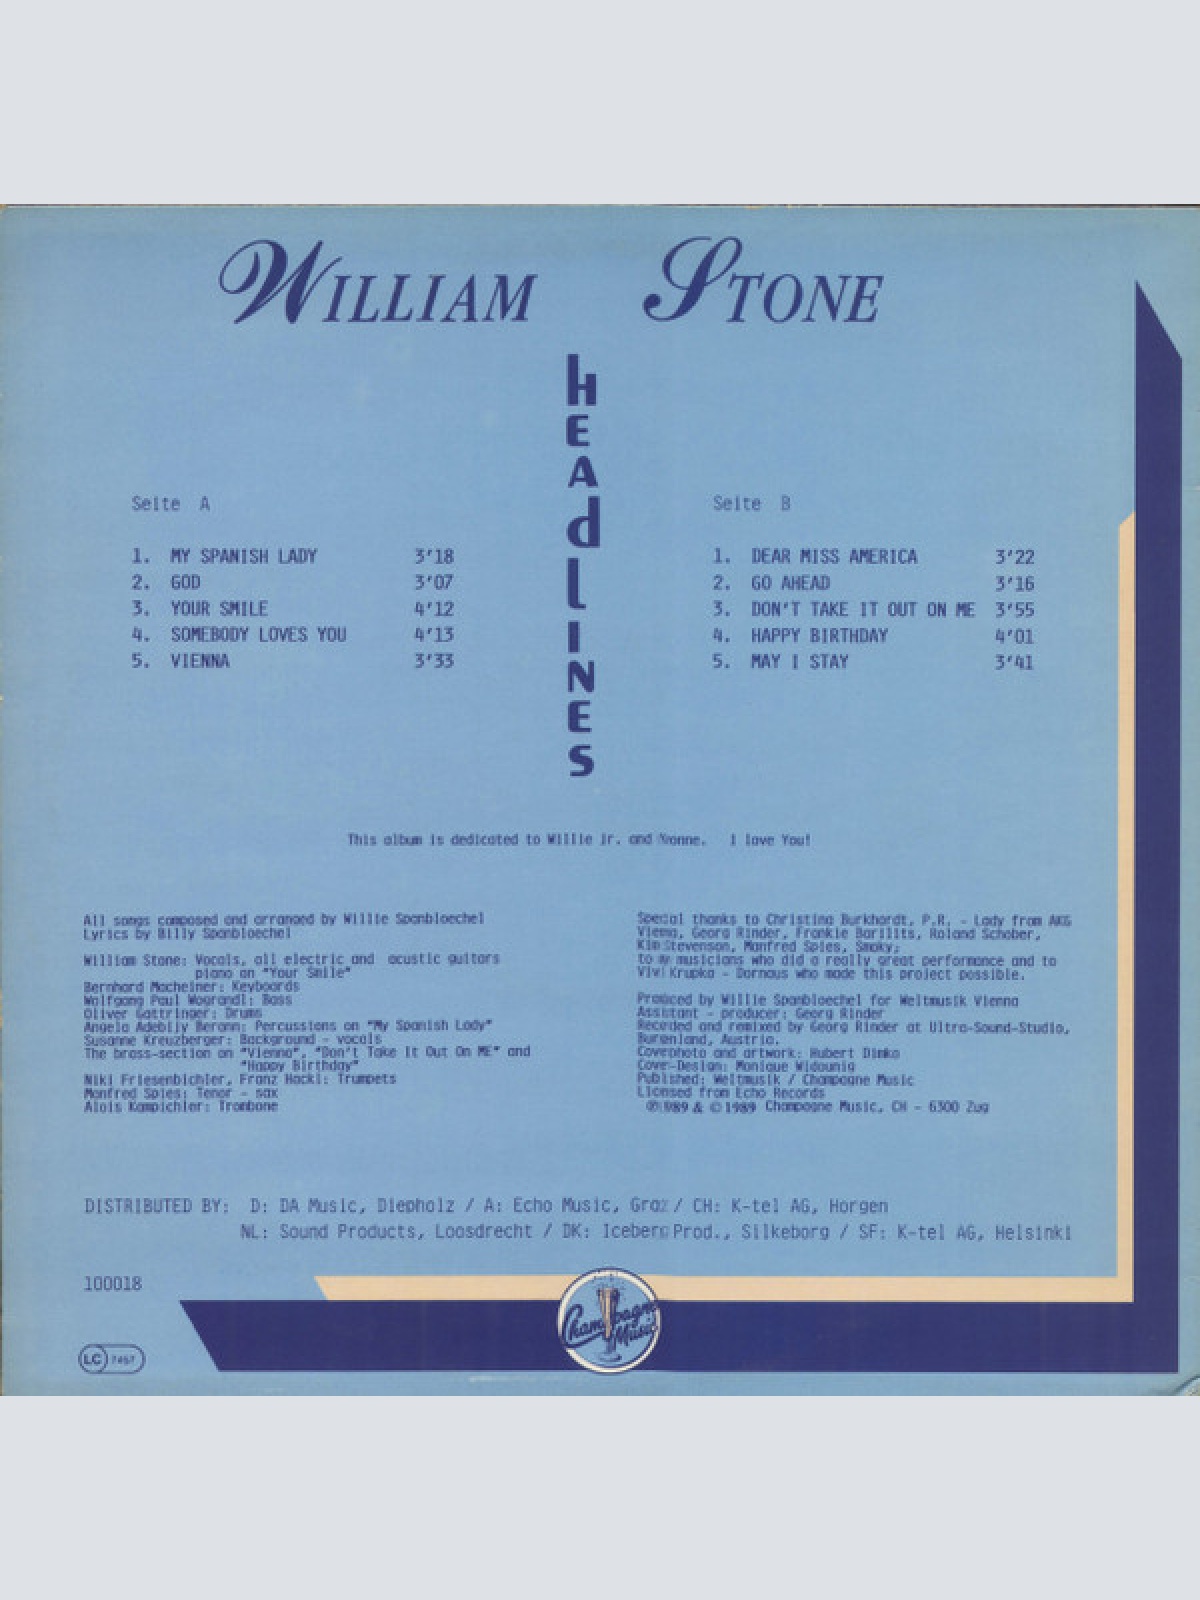 WILLIAM STONE
HEADLINES
Seite A
1. MY SPANISH LADY 3'18
2. GOD 3'07
3. YOUR SMILE 4'12
4. SOMEBODY LOVES YOU 4'13
5. VIENNA 3'33
Seite B
1. DEAR MISS AMERICA 3'22
2. GO AHEAD 3'16
3. DON'T TAKE IT OUT ON ME 3'55
4. HAPPY BIRTHDAY 4'01
5. MAY I STAY 3'41
This album is dedicated to Willie jr. and I love You!
All songs composed and arranged by Willie Spanbloechel
Lyrics by Billy Spanbloechel
William Stone: Vocals, all electric and acustic guitars
piano on "Your Smile"
Bernhard Macheiner: Keyboards
Wolfgang Paul Wograndl: Bass
Oliver Gattringer: Drums
Angelo Adebiiy Berann: Percussions on "My Spanish Lady"
Susanne Kreuzberger: Background - vocals
The brass-section on "Vienna", "Don't Take It Out On ME" and
"Happy Birthday"
Niki Friesenbichler, Franz Hackl: Trumpets
Manfred Spies: Tenor - sax
Alois Kampichler: Trombone
Special thanks to Christina Burkhardt, P.R. - Lady from AKG
Vienna, Georg Rinder, Frankie Barilits, Roland Schober,
Kim Stevenson, Manfred Spies, Smoky;
to my musicians who did a really great performance and to
Vivi Krupka - Dornaus who made this project possible.
Produced by Willie Spanbloechel for Weltmusik Vienna
Assistant - producer: Georg Rinder
Recorded and remixed by Georg Rinder at Ultra-Sound-Studio,
Burgenland, Austria.
Coverphoto and artwork: Hubert Dimko
Cover-Design: Monique Widaunig
Published: Weltmusik / Champagne Music
Licensed from Echo Records
℗ 1989 & © 1989 Champagne Music, CH - 6300 Zug
DISTRIBUTED BY: D: DA Music, Diepholz / A: Echo Music, Graz / CH: K-tel AG, Horgen
NL: Sound Products, Loosdrecht / DK: Iceberg Prod., Silkeborg / SF: K-tel AG, Helsinki
100018
Champagne Music
LC 7457